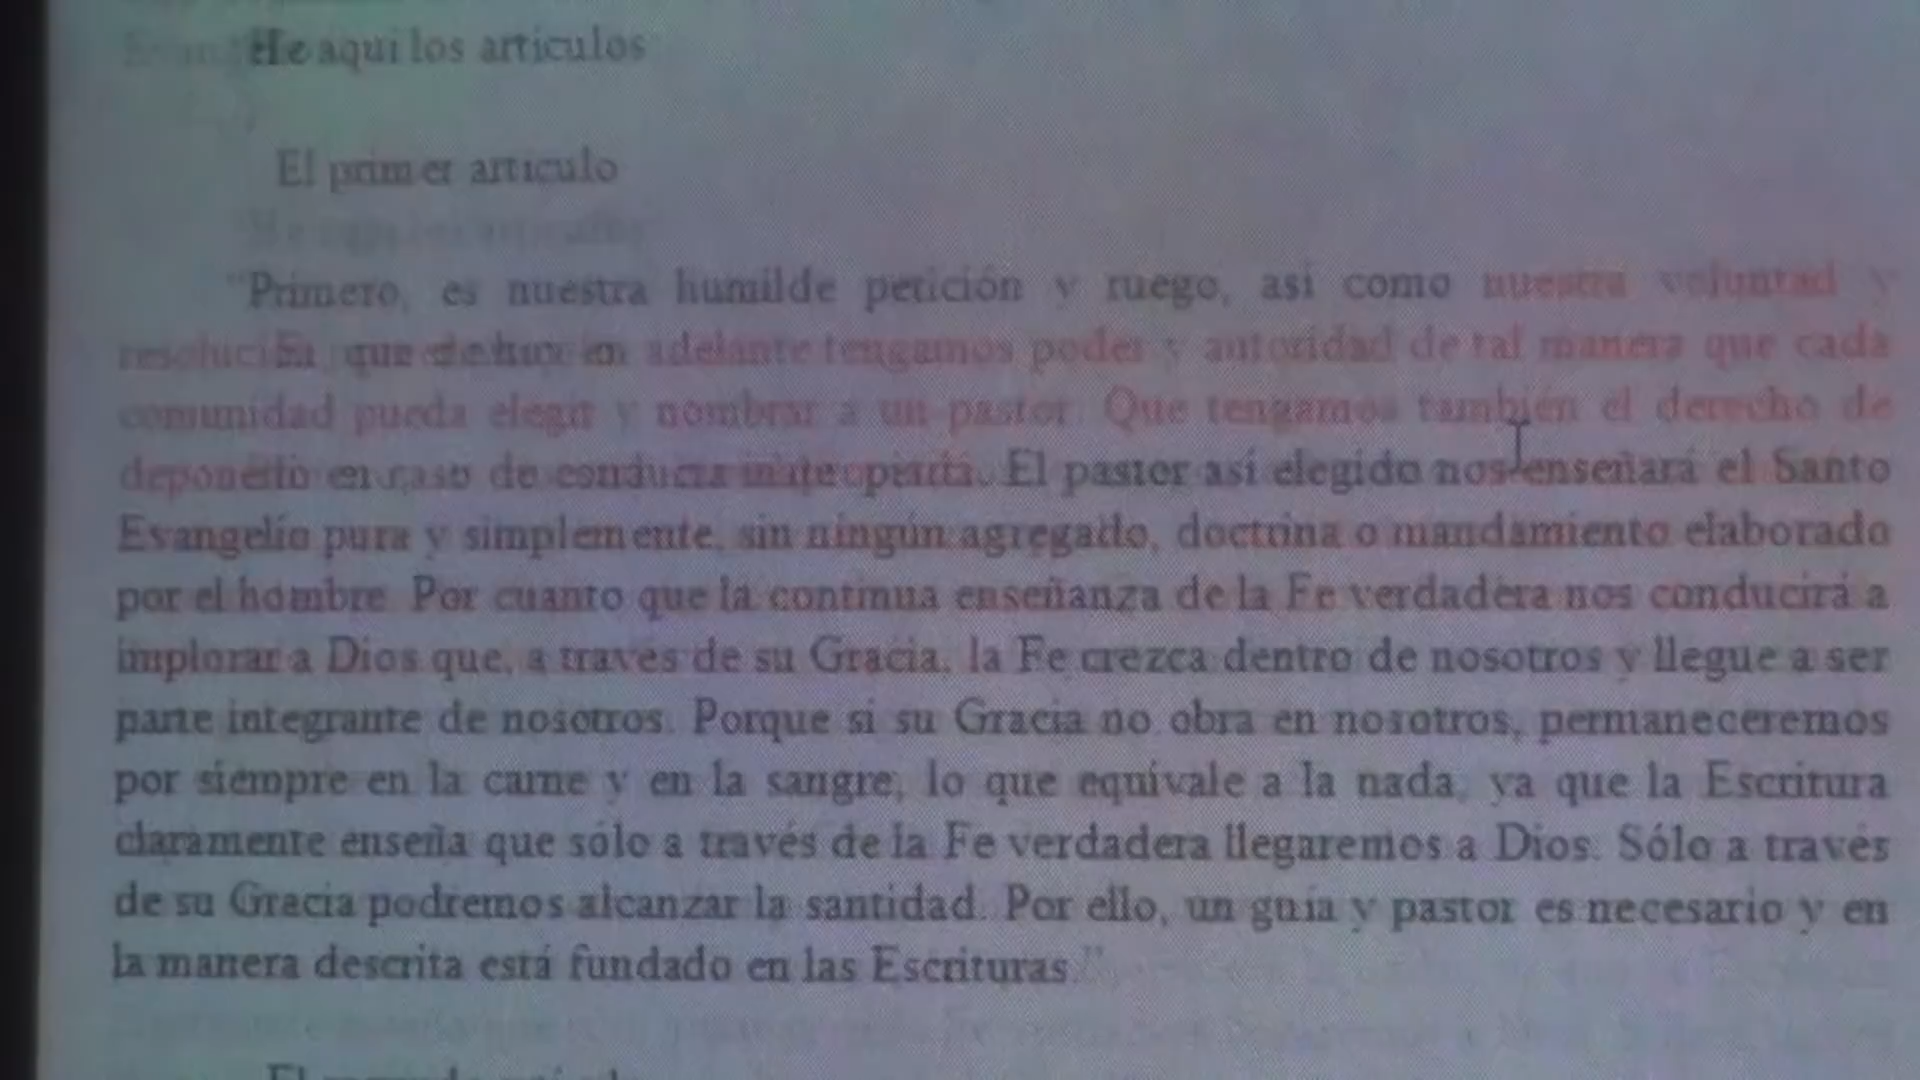 He aqui los articulos
El primer articulo
"Primero, es nuestra humilde petición y ruego, así como nuestra voluntad y
resolución, que de hoy en adelante tengamos poder y autoridad de tal manera que cada
comunidad pueda elegir y nombrar a un pastor. Que tengamos también el derecho de
deponerlo en caso de conducta El pastor así elegido nos enseñará el Santo
Evangelio pura y simplemente, sin ningún agregado, doctrina o mandamiento elaborado
por el hombre. Por cuanto que la continua enseñanza de la Fe verdadera nos conducirá a
implorar a Dios que, a través de su Gracia, la Fe crezca dentro de nosotros y llegue a ser
parte integrante de nosotros. Porque si su Gracia no obra en nosotros, permaneceremos
por siempre en la carne y en la sangre, lo que equivale a la nada, ya que la Escritura
claramente enseña que sólo a través de la Fe verdadera llegaremos a Dios. Sólo a través
de su Gracia podremos alcanzar la santidad. Por ello, un guía y pastor es necesario y en
la manera descrita está fundado en las Escrituras."